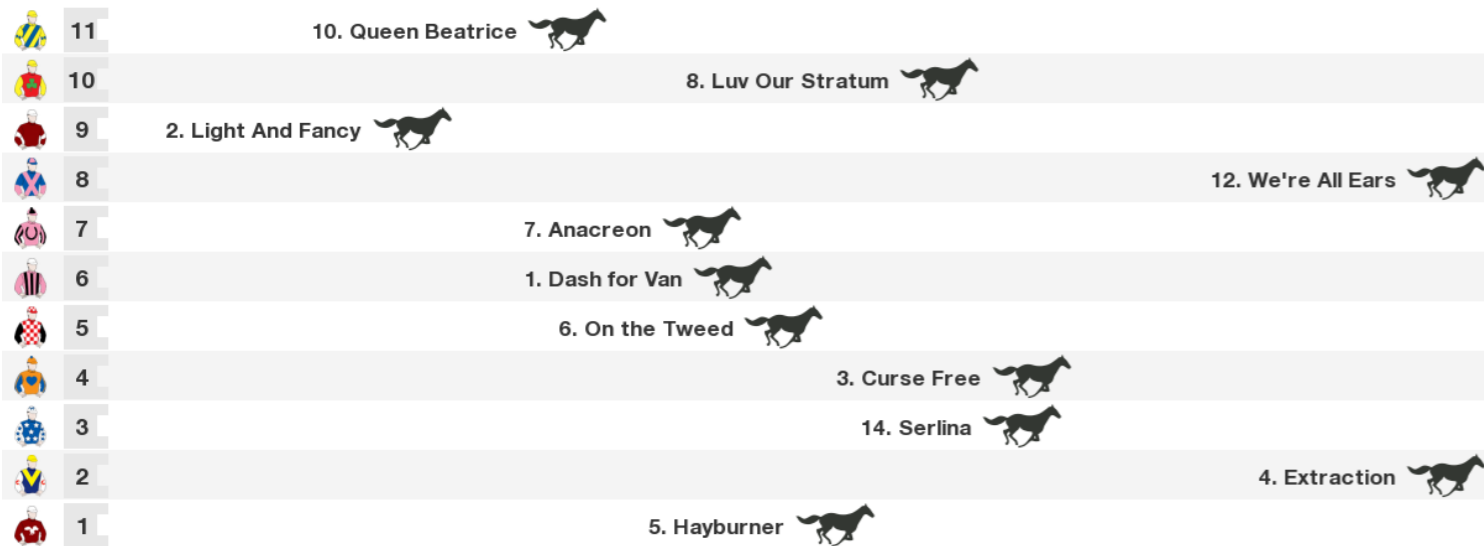 11 10. Queen Beatrice
10 8. Luv Our Stratum
9 2. Light And Fancy
8 12. We're All Ears
7 7. Anacreon
6 1. Dash for Van
5 6. On the Tweed
4 3. Curse Free
3 14. Serlina
2 4. Extraction
1 5. Hayburner